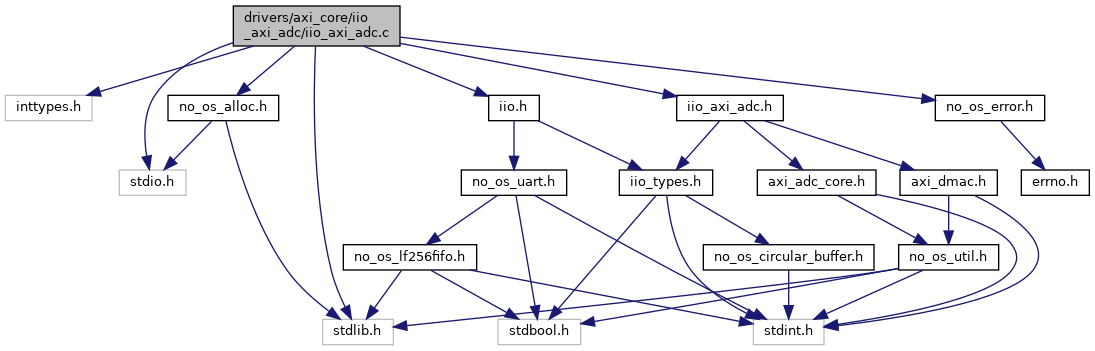 drivers/axi_core/iio
_axi_adc/iio_axi_adc.c
inttypes.h
no_os_alloc.h
iio.h
iio_axi_adc.h
no_os_error.h
stdio.h
no_os_uart.h
iio_types.h
axi_adc_core.h
axi_dmac.h
errno.h
no_os_lf256fifo.h
no_os_circular_buffer.h
no_os_util.h
stdlib.h
stdbool.h
stdint.h